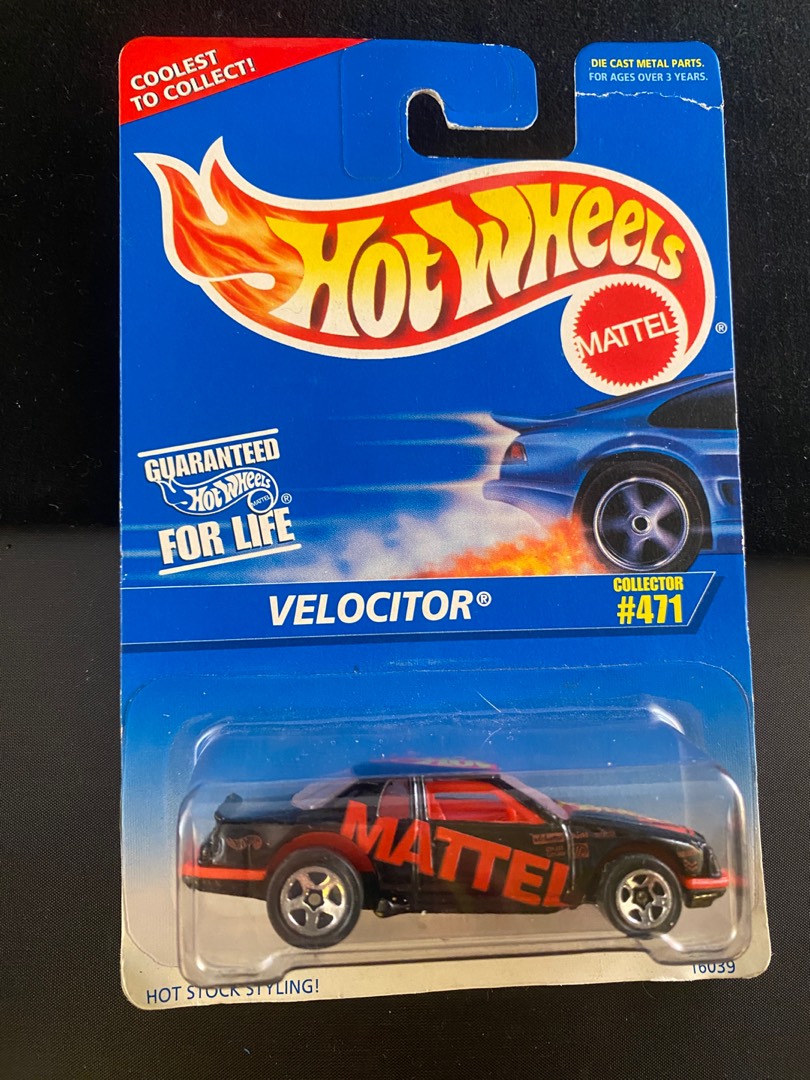 COOLEST
TO COLLECT!
DIE CAST METAL PARTS.
FOR AGES OVER 3 YEARS.
HOT WHEELS
MATTEL
®
GUARANTEED
HOT WHEELS
MATTEL
®
FOR LIFE
VELOCITOR®
COLLECTOR
#471
MATTEL
16039
HOT STOCK STYLING!